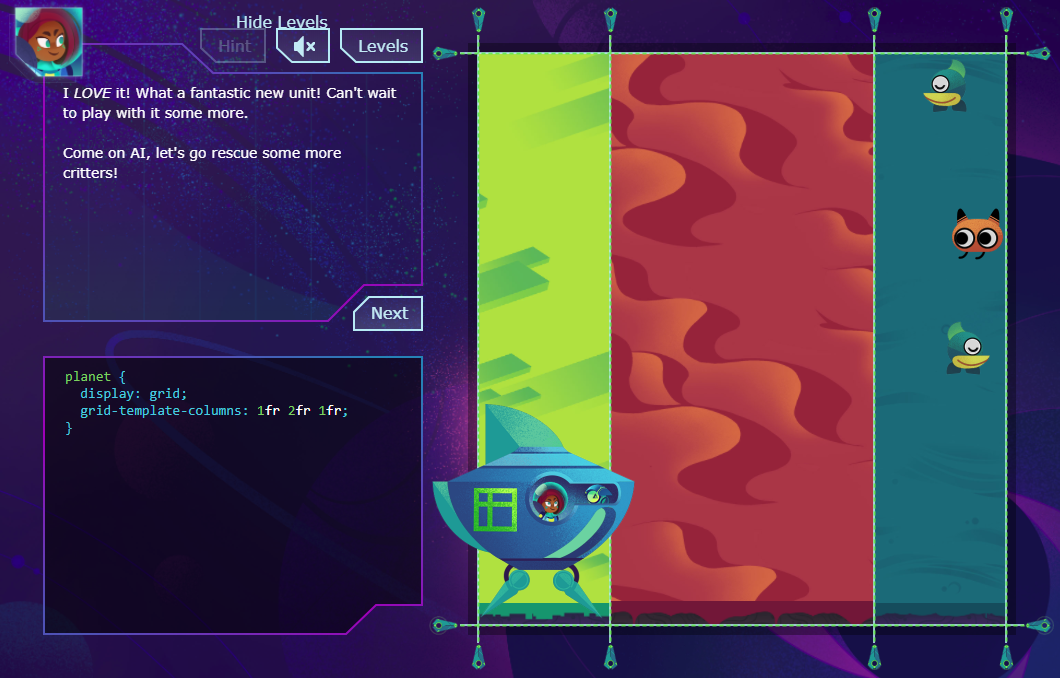 Hide Levels
Hint
Levels
I LOVE it! What a fantastic new unit! Can't wait
to play with it some more.
Come on AI, let's go rescue some more
critters!
Next
planet {
  display: grid;
  grid-template-columns: 1fr 2fr 1fr;
}